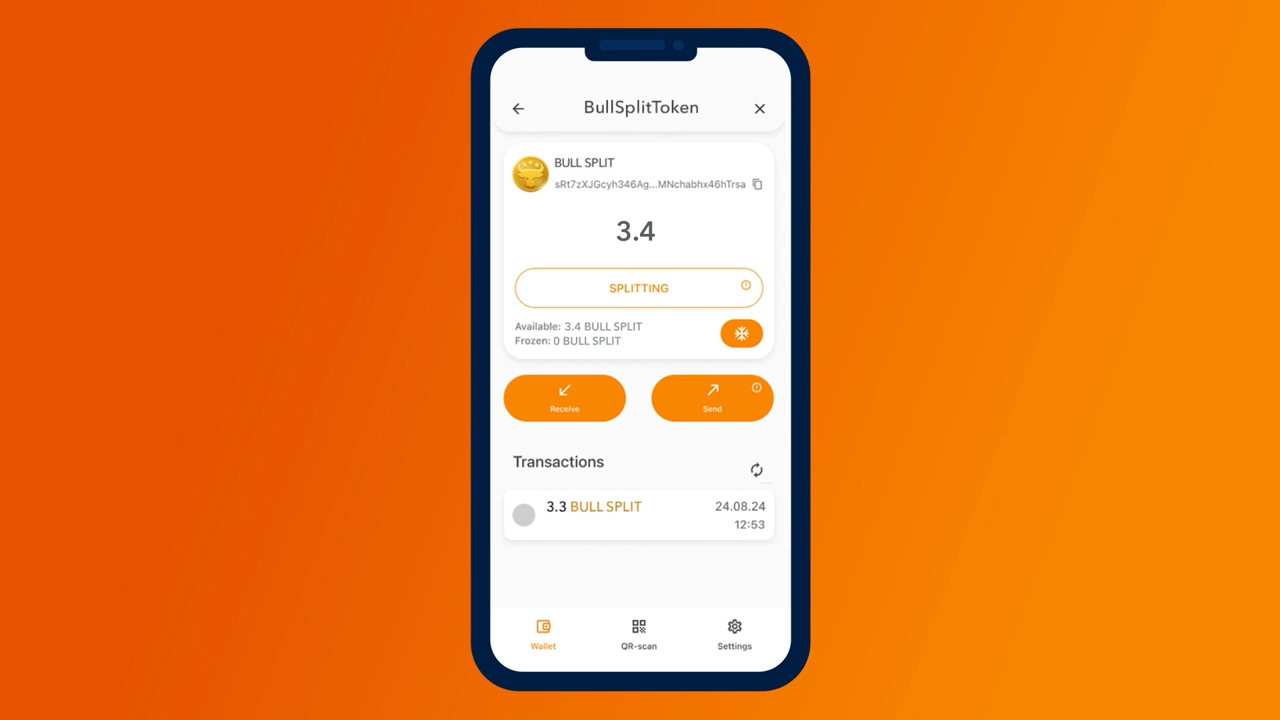 BullSplitToken
BULL SPLIT
sRt7zXJGcyh346Ag...MNchabhx46hTrsa
3.4
SPLITTING
Available: 3.4 BULL SPLIT
Frozen: 0 BULL SPLIT
Receive
Send
Transactions
3.3 BULL SPLIT
24.08.24
12:53
Wallet
QR-scan
Settings